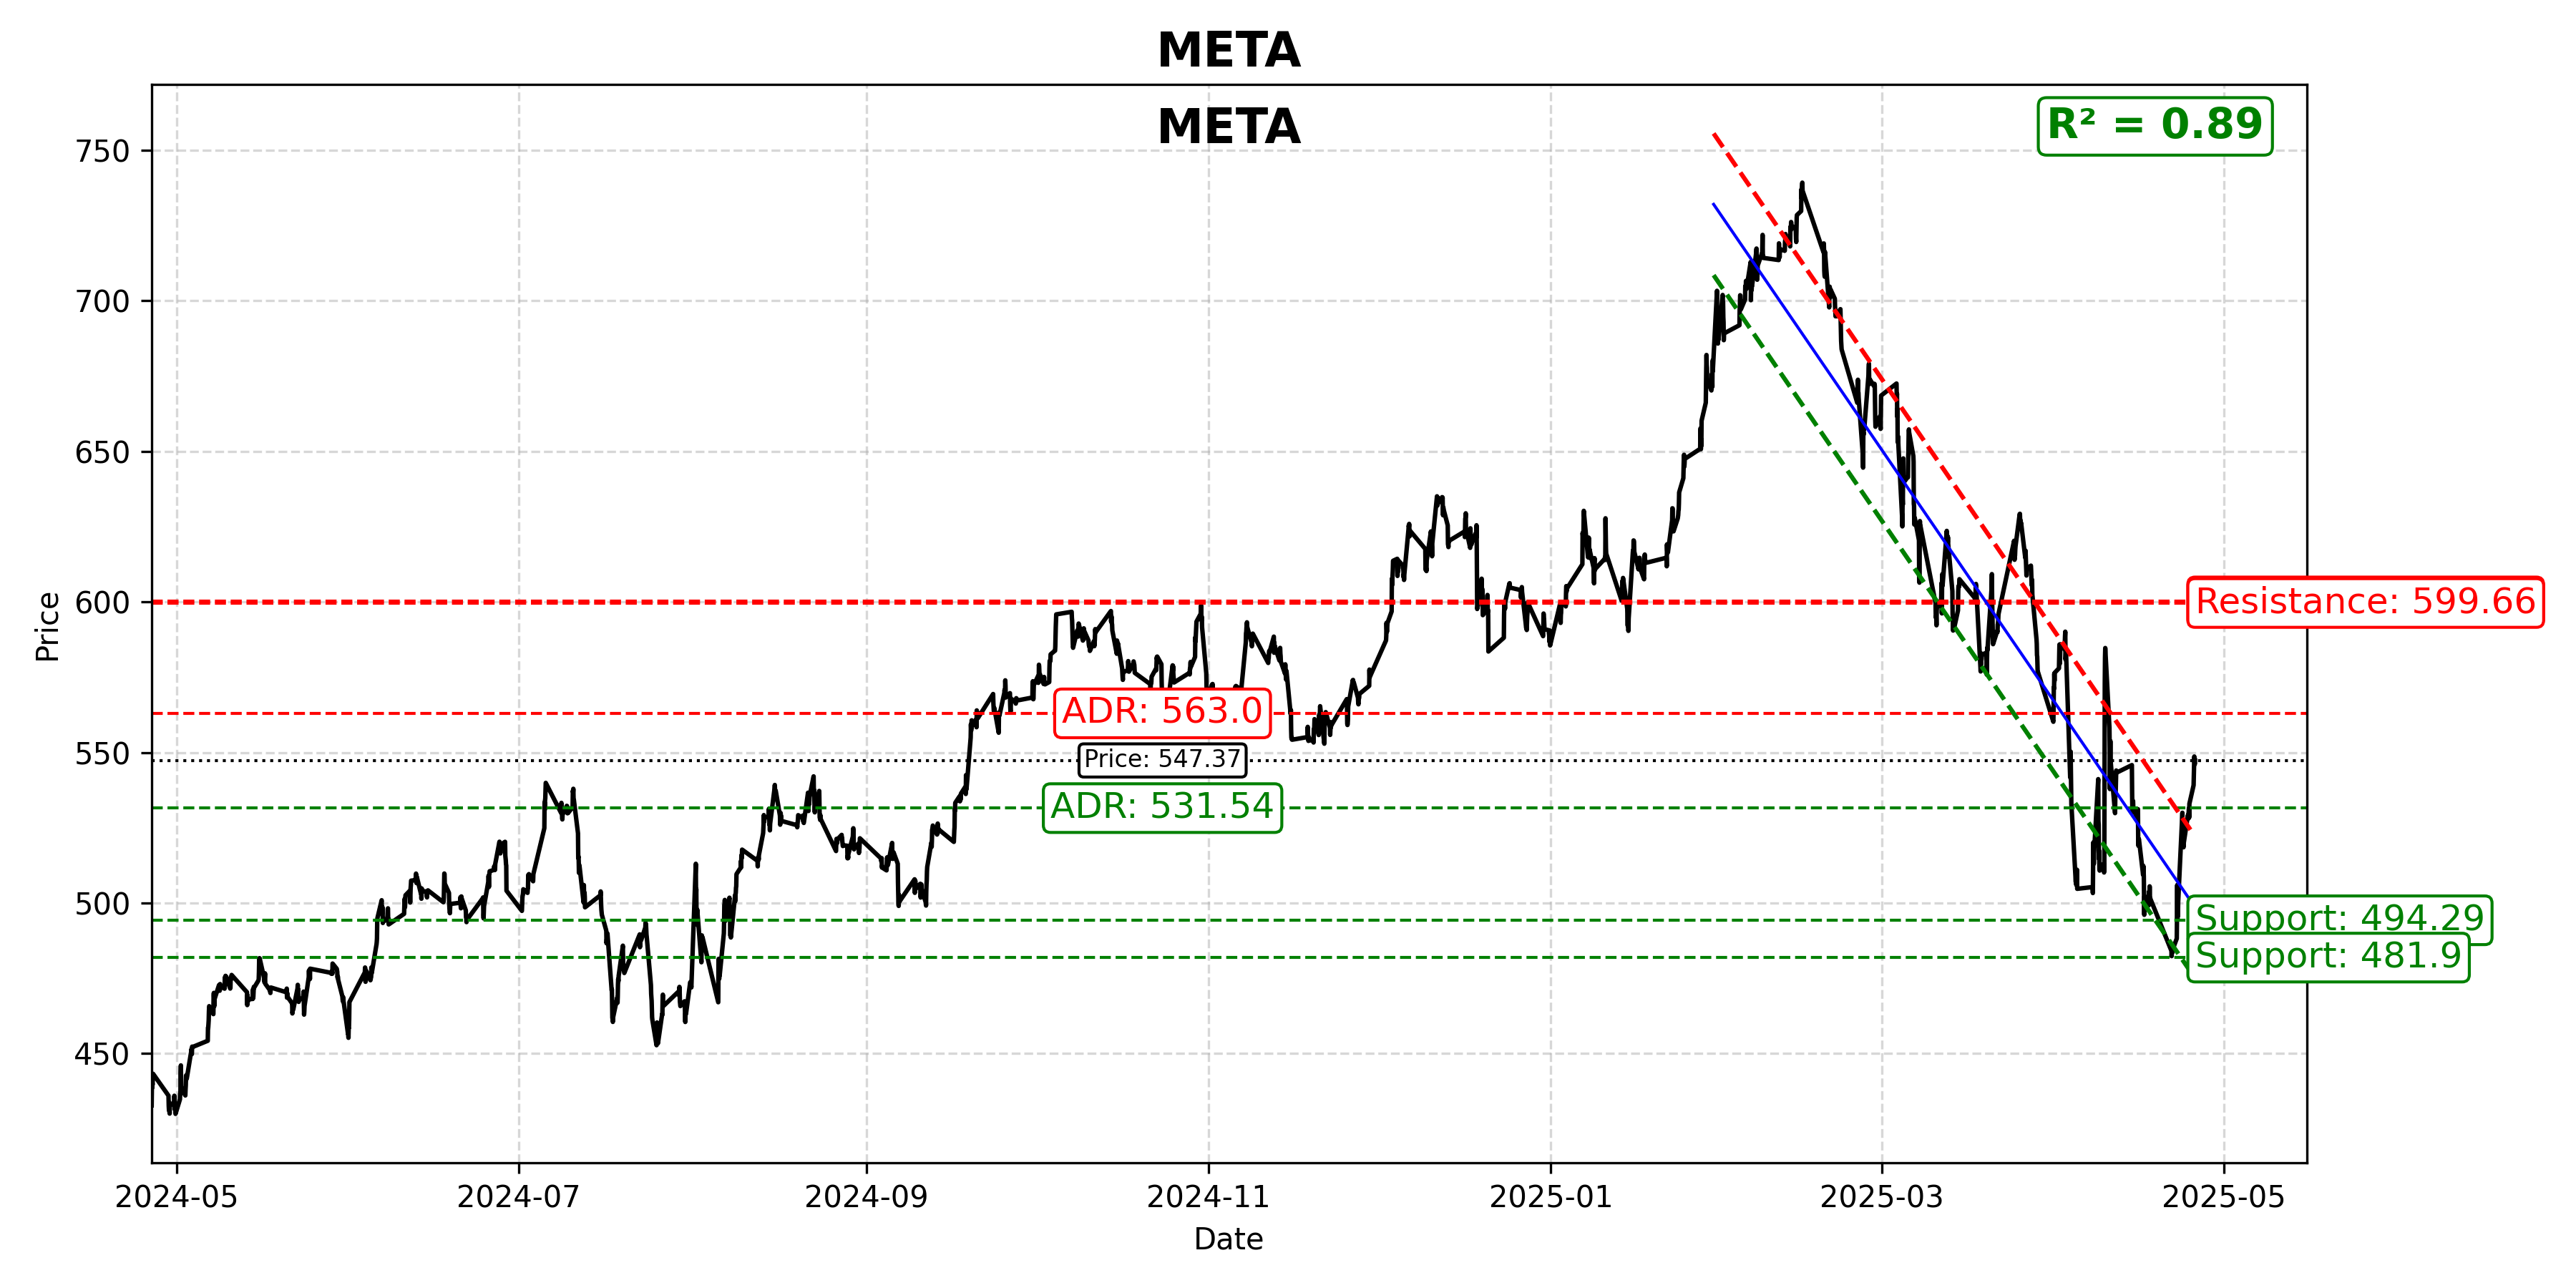 META
META
R² = 0.89
750
700
650
600
550
500
450
Price
Resistance: 599.66
ADR: 563.0
Price: 547.37
ADR: 531.54
Support: 494.29
Support: 481.9
2024-05
2024-07
2024-09
2024-11
2025-01
2025-03
2025-05
Date